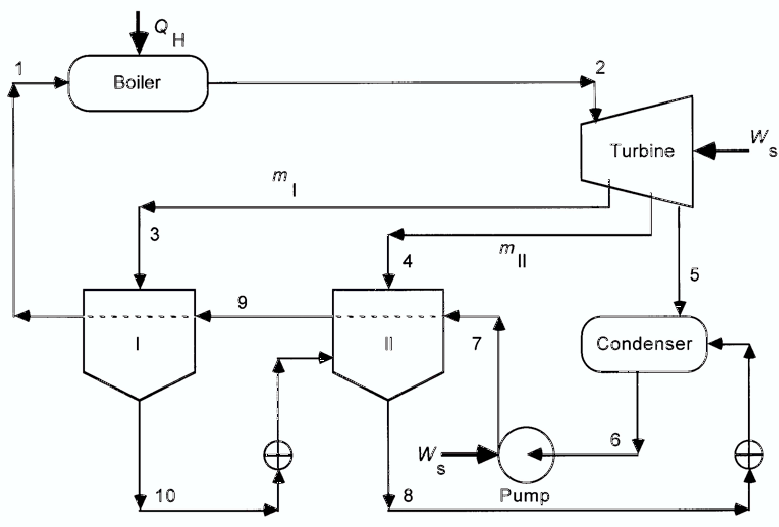 Q
H
1
Boiler
2
Turbine
W
s
m
I
3
4
m
II
5
9
I
II
7
Condenser
6
W
s
Pump
10
8